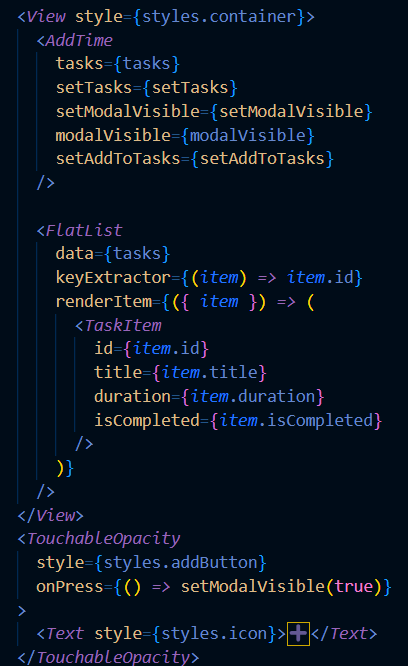 <View style={styles.container}>
<AddTime
tasks={tasks}
setTasks={setTasks}
setModalVisible={setModalVisible}
modalVisible={modalVisible}
setAddToTasks={setAddToTasks}
/>
<FlatList
data={tasks}
keyExtractor={(item) => item.id}
renderItem={({ item }) => (
<TaskItem
id={item.id}
title={item.title}
duration={item.duration}
isCompleted={item.isCompleted}
/>
)}
/>
</View>
<TouchableOpacity
style={styles.addButton}
onPress={() => setModalVisible(true)}
>
<Text style={styles.icon}>➕</Text>
</TouchableOpacity>